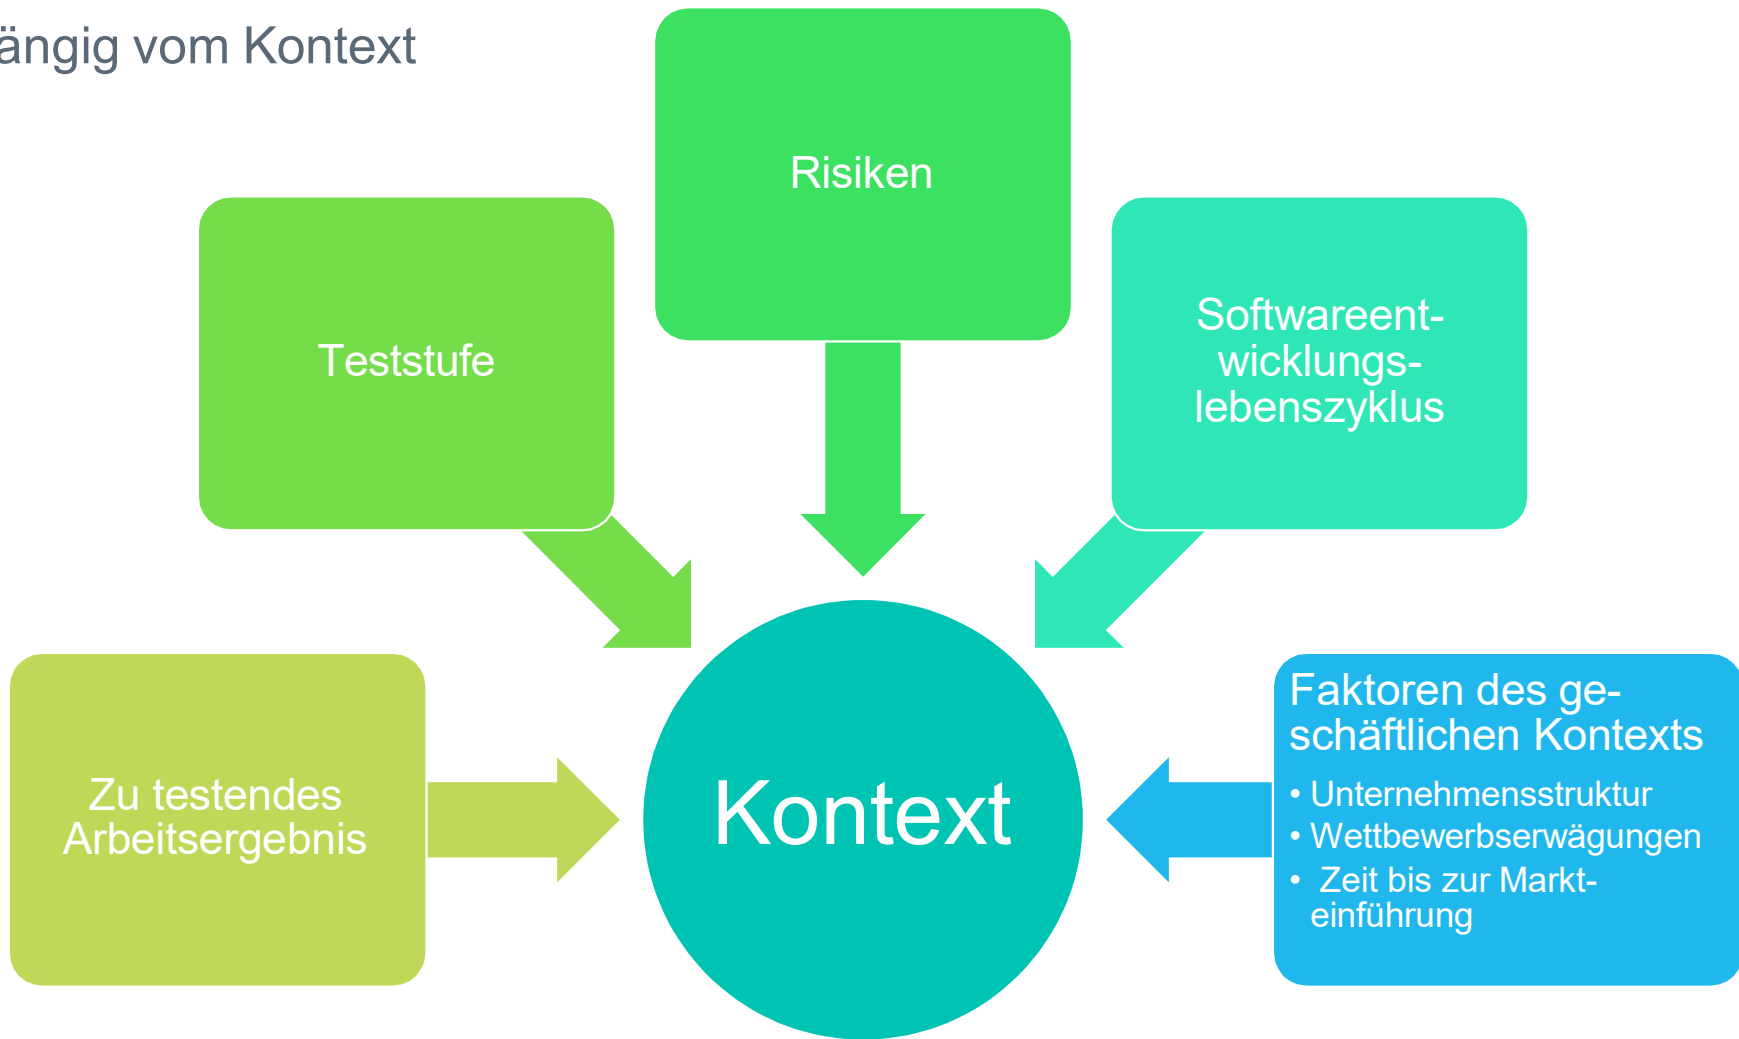 ängig vom Kontext
Risiken
Teststufe
Softwareent-
wicklungs-
lebenszyklus
Zu testendes
Arbeitsergebnis
Kontext
Faktoren des ge-
schäftlichen Kontexts
• Unternehmensstruktur
• Wettbewerbserwägungen
• Zeit bis zur Markt-
einführung